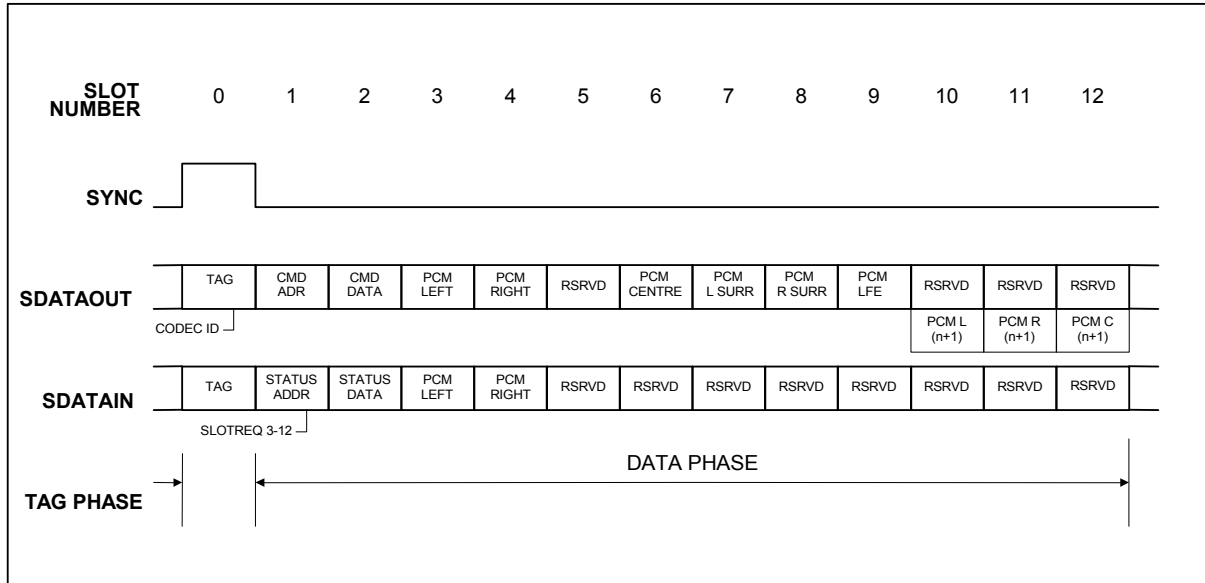 SLOT NUMBER 0 1 2 3 4 5 6 7 8 9 10 11 12
SYNC
SDATAOUT
TAG
CMD ADR
CMD DATA
PCM LEFT
PCM RIGHT
RSRVD
PCM CENTRE
PCM L SURR
PCM R SURR
PCM LFE
RSRVD
RSRVD
RSRVD
CODEC ID
PCM L (n+1)
PCM R (n+1)
PCM C (n+1)
SDATAIN
TAG
STATUS ADDR
STATUS DATA
PCM LEFT
PCM RIGHT
RSRVD
RSRVD
RSRVD
RSRVD
RSRVD
RSRVD
RSRVD
RSRVD
SLOTREQ 3-12
DATA PHASE
TAG PHASE